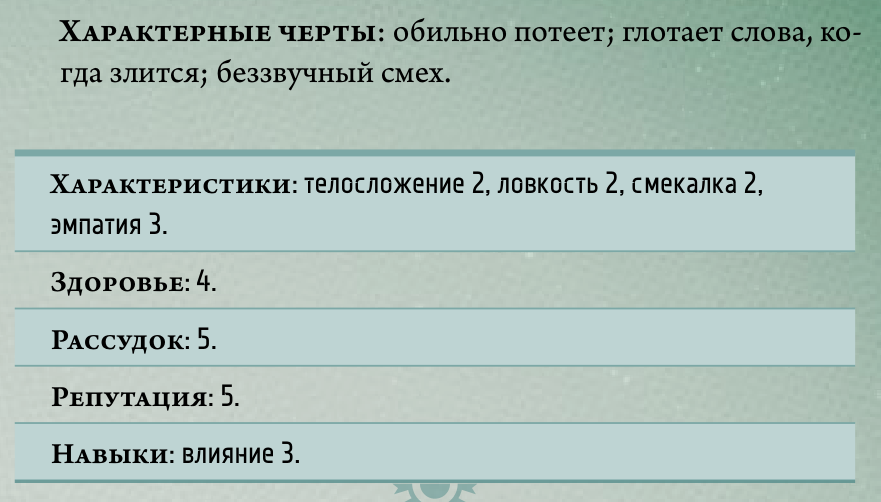 Характерные черты: обильно потеет; глотает слова, ко-
гда злится; беззвучный смех.
Характеристики: телосложение 2, ловкость 2, смекалка 2,
эмпатия 3.
Здоровье: 4.
Рассудок: 5.
Репутация: 5.
Навыки: влияние 3.